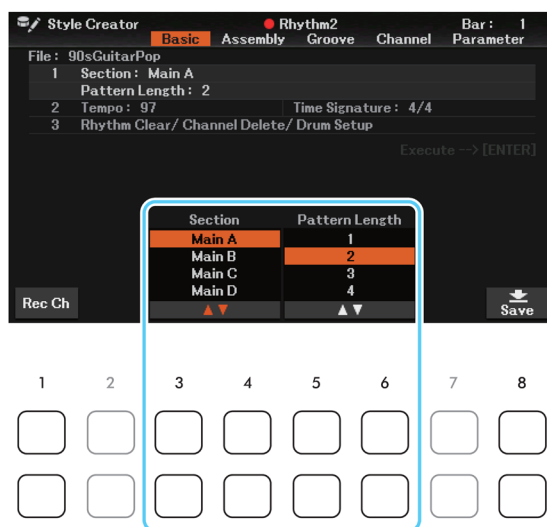 Style Creator Rhythm2 Bar: 1
Basic Assembly Groove Channel Parameter
File: 90sGuitarPop
1 Section: Main A
Pattern Length: 2
2 Tempo: 97 Time Signature: 4/4
3 Rhythm Clear/ Channel Delete/ Drum Setup
Execute --> [ENTER]
Section Pattern Length
Main A 1
Main B 2
Main C 3
Main D 4
Rec Ch ▲▼ ▲▼ Save
1 2 3 4 5 6 7 8